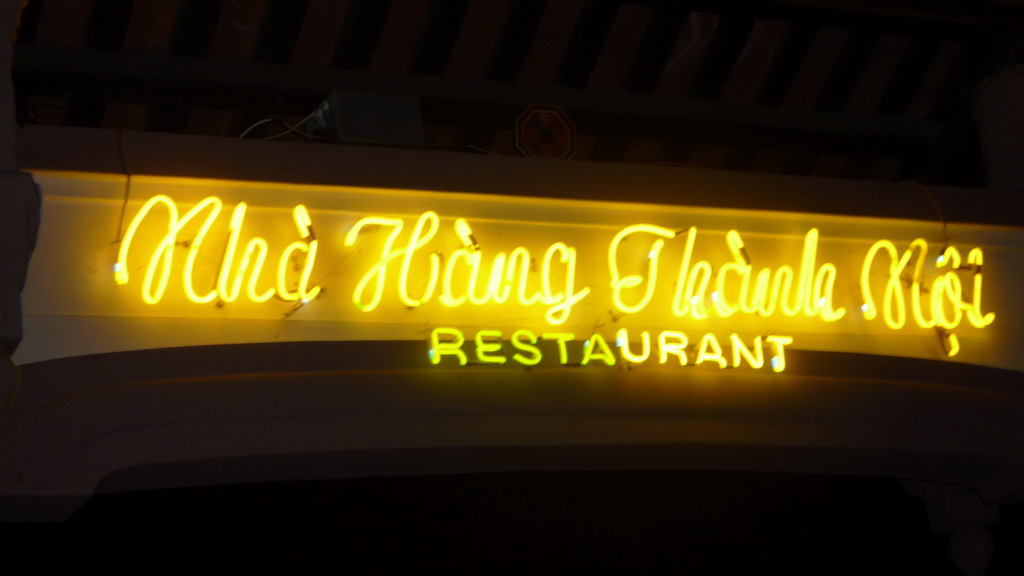 Nhà Hàng Thành Nội
RESTAURANT